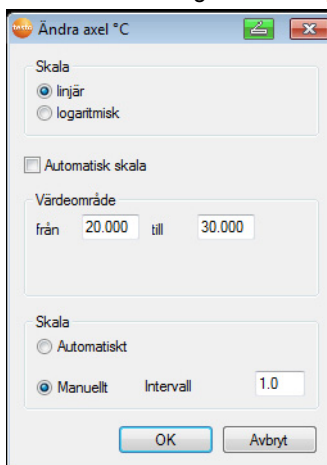 testo Ändra axel °C
Skala
linjär
logaritmisk
Automatisk skala
Värdeområde
från 20.000 till 30.000
Skala
Automatiskt
Manuellt Intervall 1.0
OK Avbryt